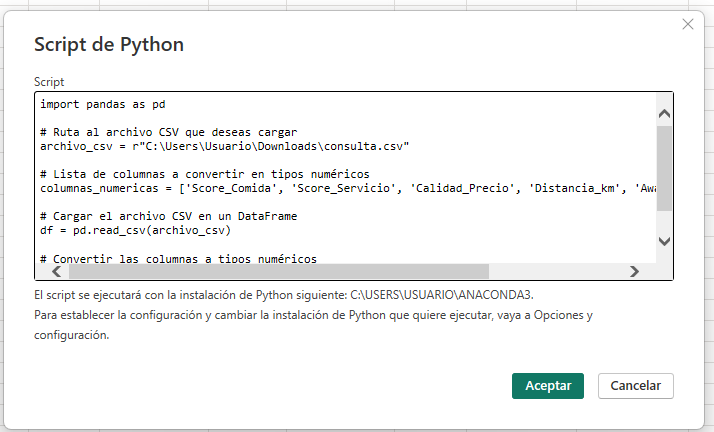 Script de Python
Script
import pandas as pd
# Ruta al archivo CSV que deseas cargar
archivo_csv = r"C:\Users\Usuario\Downloads\consulta.csv"
# Lista de columnas a convertir en tipos numéricos
columnas_numericas = ['Score_Comida', 'Score_Servicio', 'Calidad_Precio', 'Distancia_km', 'Awa
# Cargar el archivo CSV en un DataFrame
df = pd.read_csv(archivo_csv)
# Convertir las columnas a tipos numéricos
El script se ejecutará con la instalación de Python siguiente: C:\USERS\USUARIO\ANACONDA3.
Para establecer la configuración y cambiar la instalación de Python que quiere ejecutar, vaya a Opciones y
configuración.
Aceptar
Cancelar